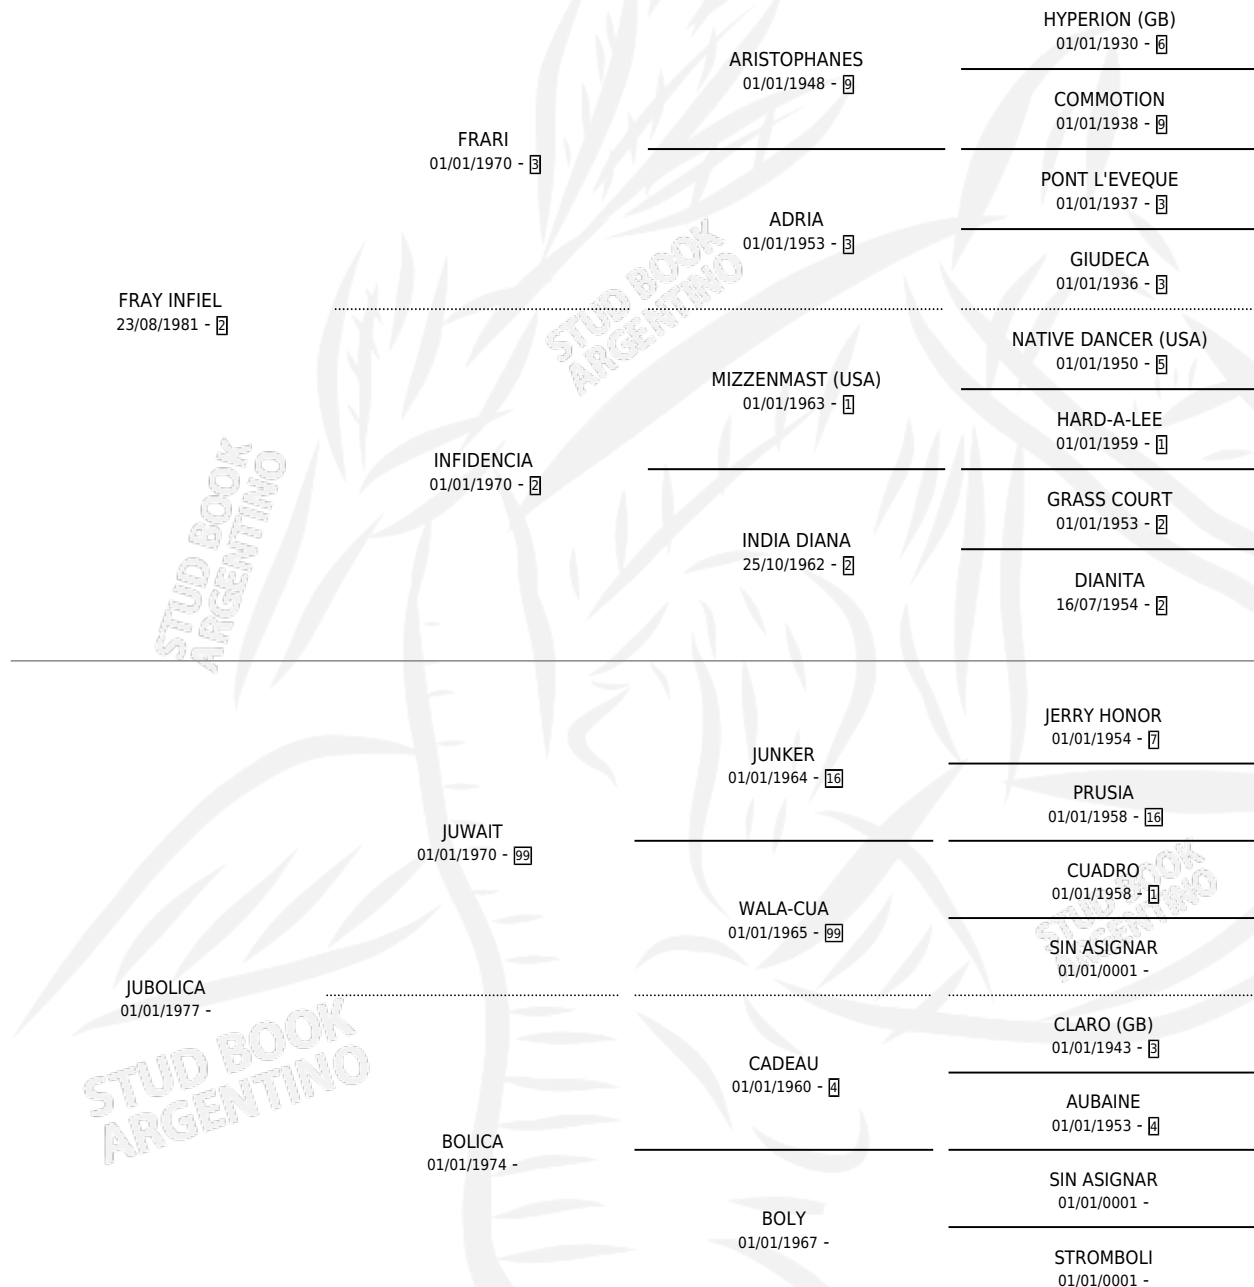 HYPERION (GB)
01/01/1930 - 6
ARISTOPHANES
01/01/1948 - 9
COMMOTION
01/01/1938 - 9
FRARI
01/01/1970 - 3
PONT L'EVEQUE
01/01/1937 - 3
ADRIA
01/01/1953 - 3
GIUDECA
01/01/1936 - 3
FRAY INFIEL
23/08/1981 - 2
NATIVE DANCER (USA)
01/01/1950 - 5
MIZZENMAST (USA)
01/01/1963 - 1
HARD-A-LEE
01/01/1959 - 1
INFIDENCIA
01/01/1970 - 2
GRASS COURT
01/01/1953 - 2
INDIA DIANA
25/10/1962 - 2
DIANITA
16/07/1954 - 2
JERRY HONOR
01/01/1954 - 7
JUNKER
01/01/1964 - 16
PRUSIA
01/01/1958 - 16
JUWAIT
01/01/1970 - 99
CUADRO
01/01/1958 - 1
WALA-CUA
01/01/1965 - 99
SIN ASIGNAR
01/01/0001 -
JUBOLICA
01/01/1977 -
CLARO (GB)
01/01/1943 - 3
CADEAU
01/01/1960 - 4
AUBAINE
01/01/1953 - 4
BOLICA
01/01/1974 -
SIN ASIGNAR
01/01/0001 -
BOLY
01/01/1967 -
STROMBOLI
01/01/0001 -
STUD BOOK
ARGENTINO
STUD BOOK
ARGENTINO
STUD BOOK
ARGENTINO
STUD BOOK
ARGENTINO